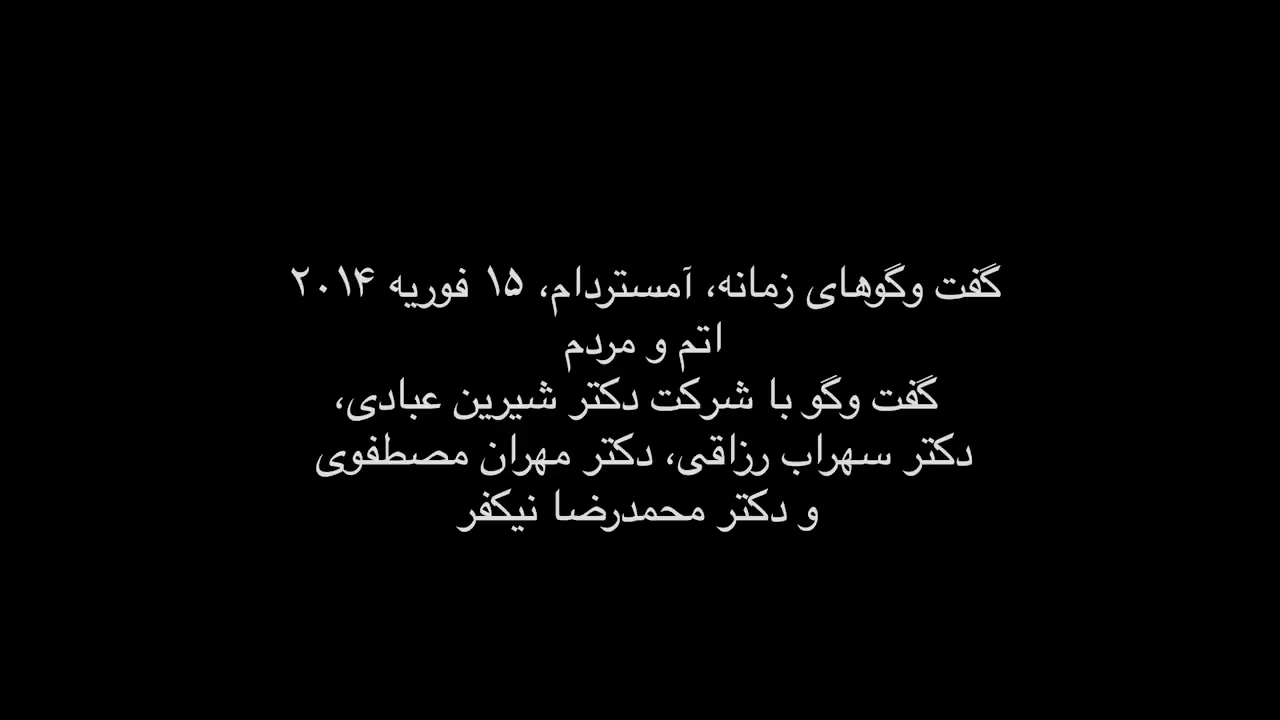 گفت وگوهای زمانه، آمستردام، ۱۵ فوریه ۲۰۱۴
اتم و مردم
گفت وگو با شرکت دکتر شیرین عبادی،
دکتر سهراب رزاقی، دکتر مهران مصطفوی
و دکتر محمدرضا نیکفر